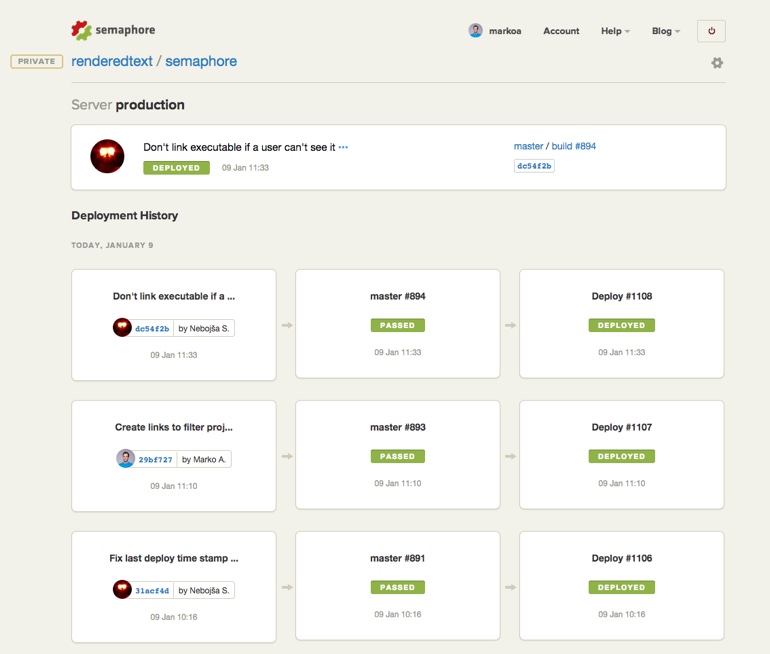 semaphore
markoa Account Help Blog
PRIVATE renderedtext / semaphore
Server production
Don't link executable if a user can't see it ••• master / build #894
DEPLOYED 09 Jan 11:33 dc54f2b
Deployment History
TODAY, JANUARY 9
Don't link executable if a ... master #894 Deploy #1108
dc54f2b by Nebojša S. PASSED DEPLOYED
09 Jan 11:33 09 Jan 11:33 09 Jan 11:33
Create links to filter proj... master #893 Deploy #1107
29bf727 by Marko A. PASSED DEPLOYED
09 Jan 11:10 09 Jan 11:10 09 Jan 11:10
Fix last deploy time stamp ... master #891 Deploy #1106
31acf4d by Nebojša S. PASSED DEPLOYED
09 Jan 10:16 09 Jan 10:16 09 Jan 10:16